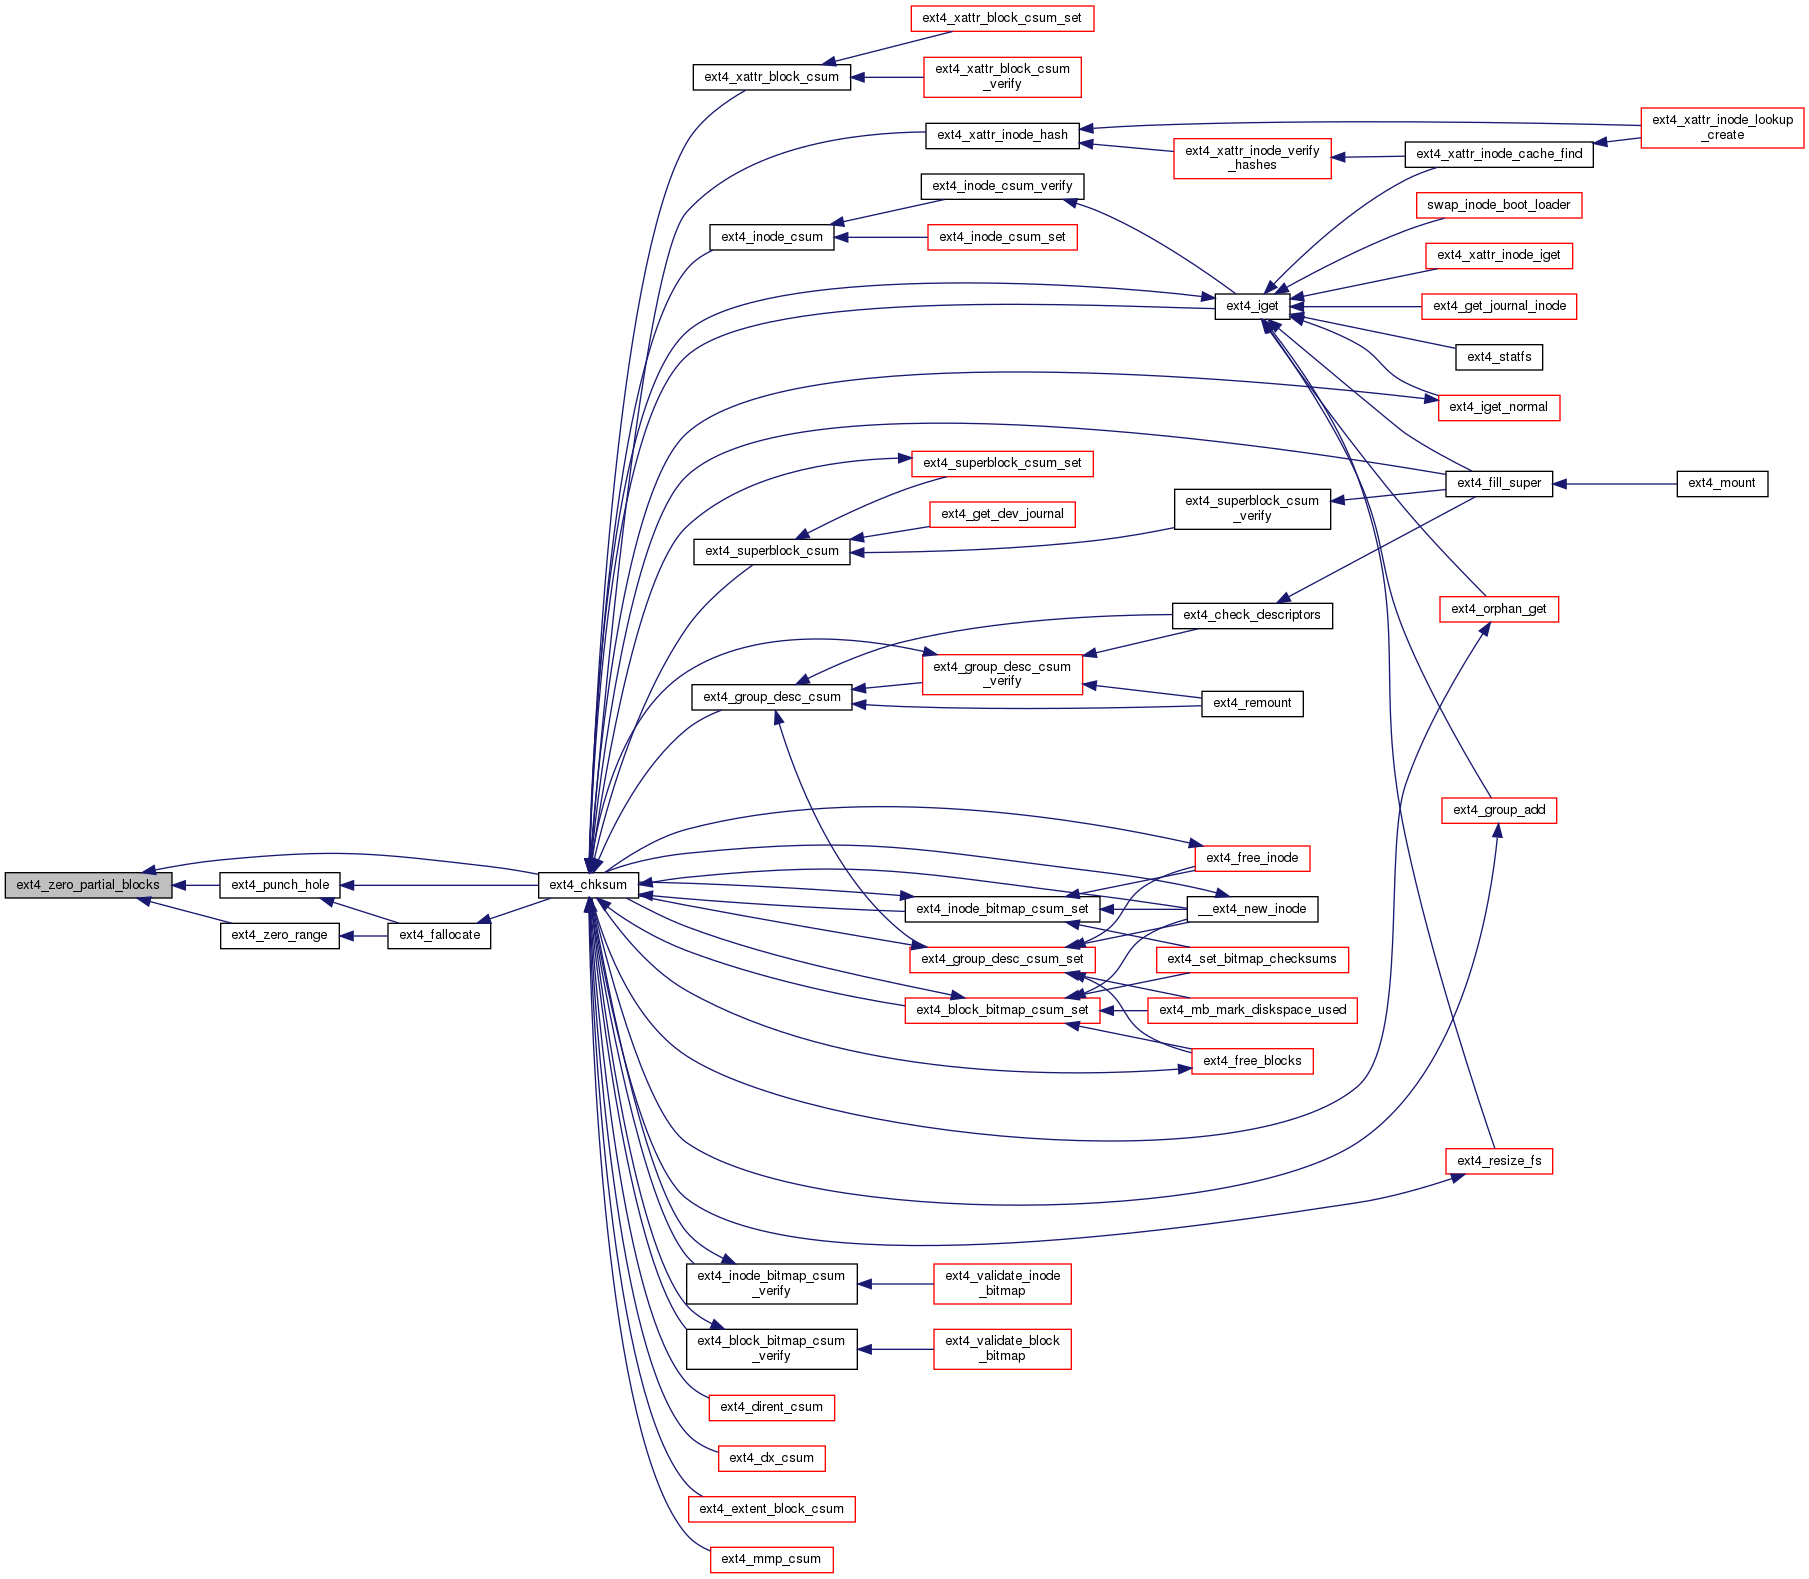 ext4_xattr_block_csum_set
ext4_xattr_block_csum
ext4_xattr_block_csum
_verify
ext4_xattr_inode_hash
ext4_xattr_inode_lookup
_create
ext4_xattr_inode_verify
_hashes
ext4_xattr_inode_cache_find
ext4_inode_csum_verify
swap_inode_boot_loader
ext4_inode_csum
ext4_inode_csum_set
ext4_xattr_inode_iget
ext4_iget
ext4_get_journal_inode
ext4_statfs
ext4_iget_normal
ext4_superblock_csum_set
ext4_fill_super
ext4_mount
ext4_superblock_csum
_verify
ext4_get_dev_journal
ext4_superblock_csum
ext4_check_descriptors
ext4_orphan_get
ext4_group_desc_csum
_verify
ext4_group_desc_csum
ext4_remount
ext4_group_add
ext4_free_inode
ext4_zero_partial_blocks
ext4_punch_hole
ext4_chksum
ext4_inode_bitmap_csum_set
__ext4_new_inode
ext4_zero_range
ext4_fallocate
ext4_group_desc_csum_set
ext4_set_bitmap_checksums
ext4_block_bitmap_csum_set
ext4_mb_mark_diskspace_used
ext4_free_blocks
ext4_resize_fs
ext4_inode_bitmap_csum
_verify
ext4_validate_inode
_bitmap
ext4_block_bitmap_csum
_verify
ext4_validate_block
_bitmap
ext4_dirent_csum
ext4_dx_csum
ext4_extent_block_csum
ext4_mmp_csum